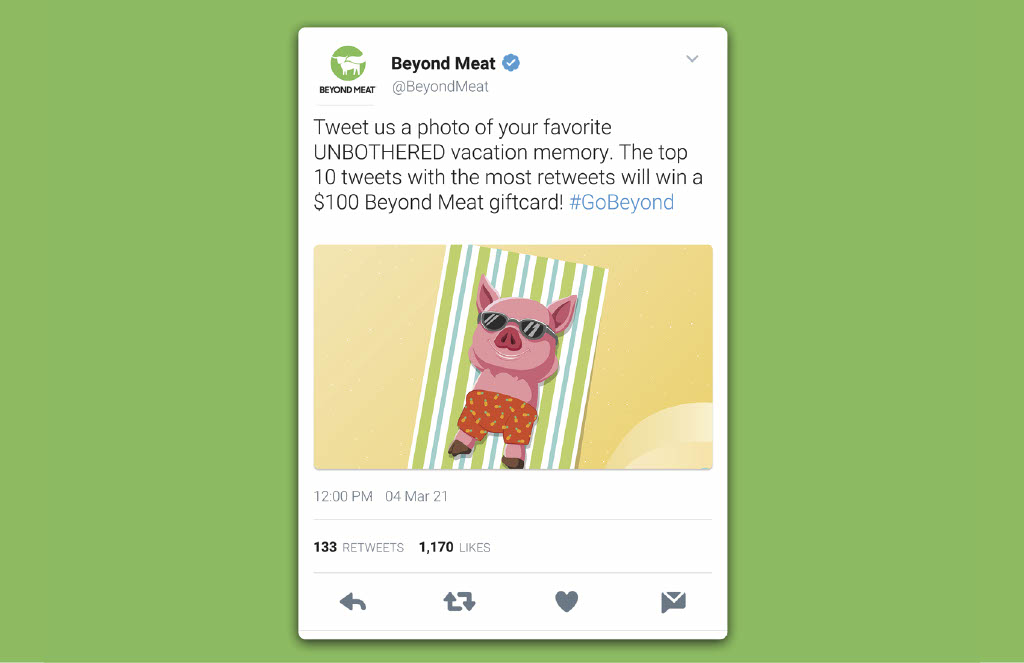 BEYOND MEAT
Beyond Meat
@BeyondMeat
Tweet us a photo of your favorite
UNBOTHERED vacation memory. The top
10 tweets with the most retweets will win a
$100 Beyond Meat giftcard! #GoBeyond
12:00 PM 04 Mar 21
133 RETWEETS 1,170 LIKES